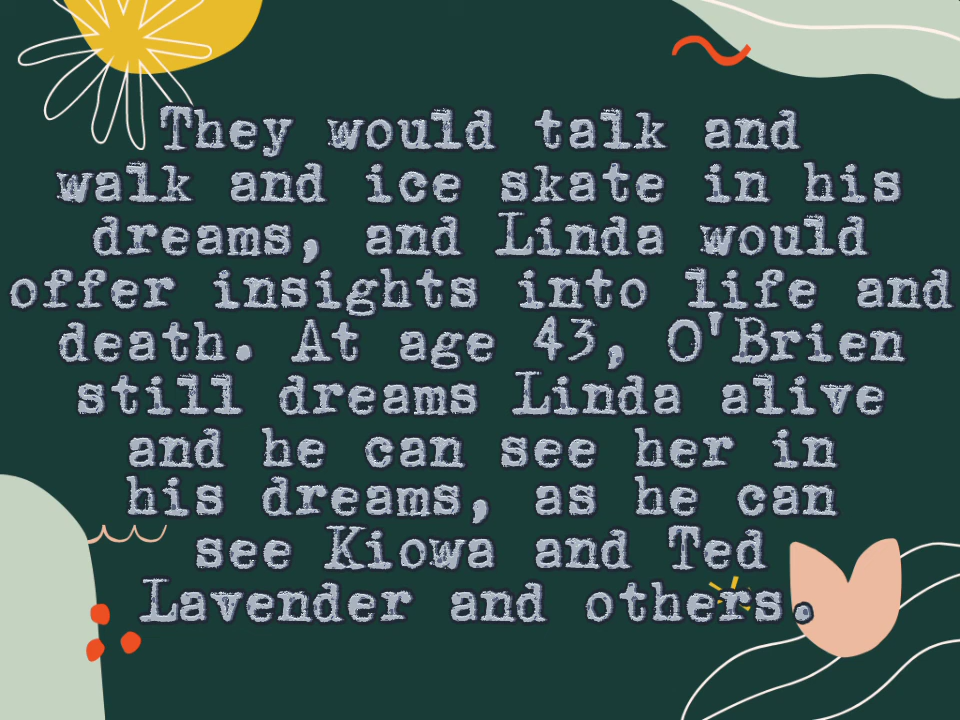 They would talk and
walk and ice skate in his
dreams, and Linda would
offer insights into life and
death. At age 43, O'Brien
still dreams Linda alive
and he can see her in
his dreams, as he can
see Kiowa and Ted
Lavender and others.